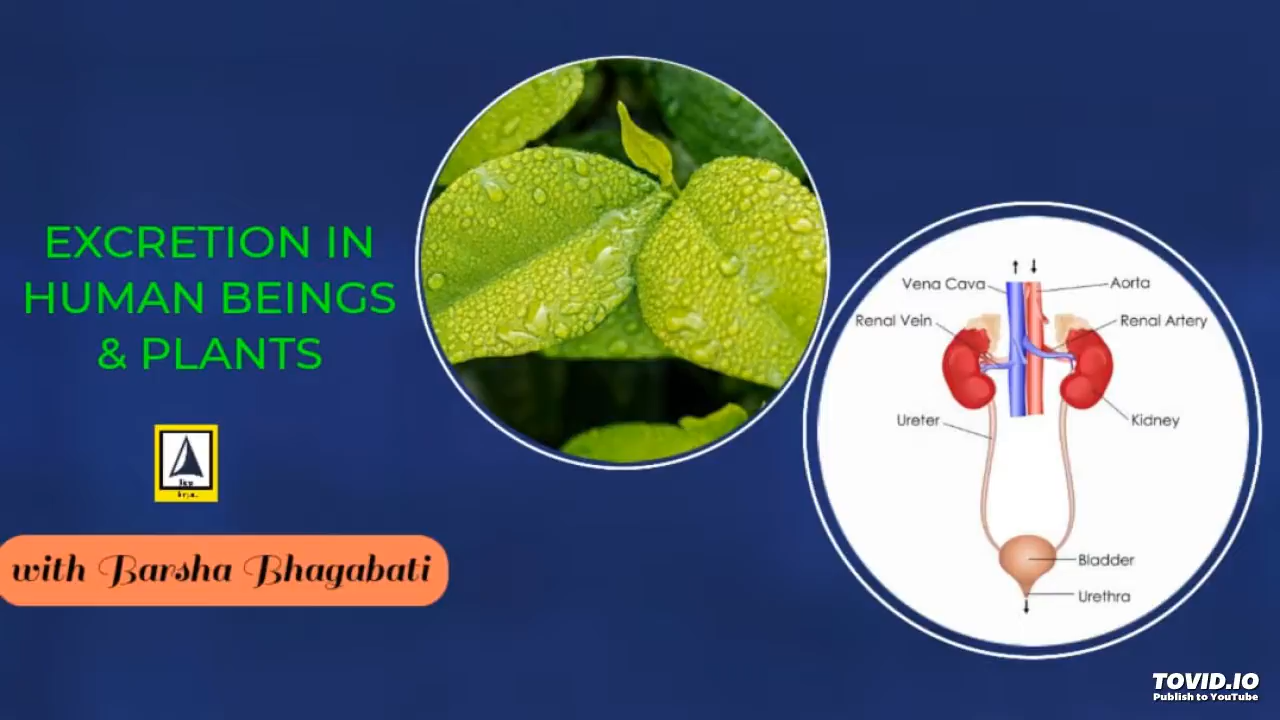 EXCRETION IN
HUMAN BEINGS
& PLANTS
with Barsha Bhagabati
Vena Cava
Aorta
Renal Vein
Renal Artery
Ureter
Kidney
Bladder
Urethra
TOVID.IO
Publish to YouTube